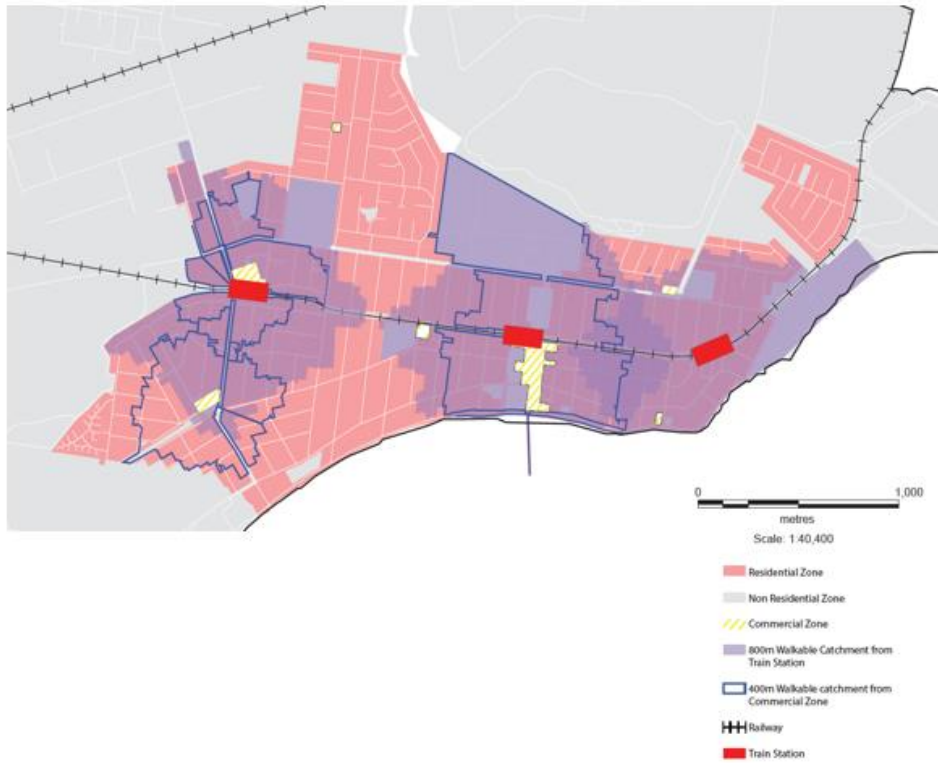 0 1,000
metres
Scale: 1:40,400
Residential Zone
Non Residential Zone
Commercial Zone
800m Walkable Catchment from
Train Station
400m Walkable catchment from
Commercial Zone
Railway
Train Station